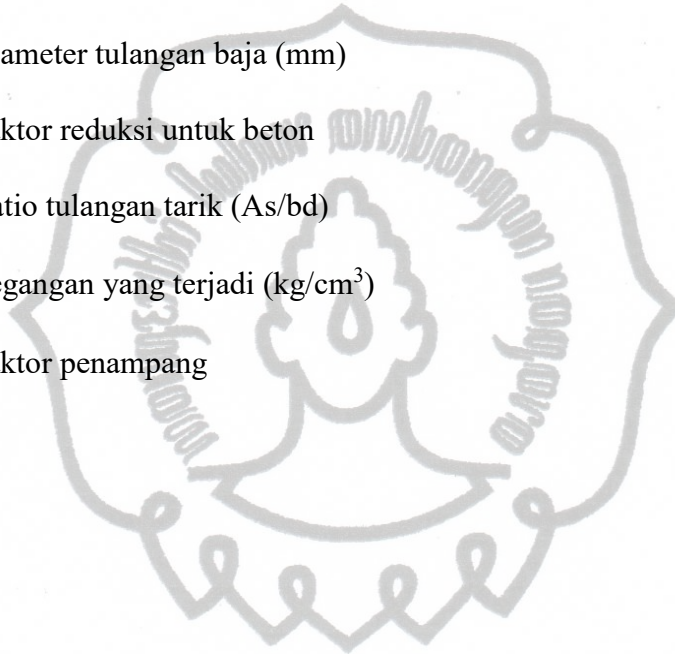 ameter tulangan baja (mm)
ktor reduksi untuk beton
atio tulangan tarik (As/bd)
egangan yang terjadi (kg/cm³)
ktor penampang